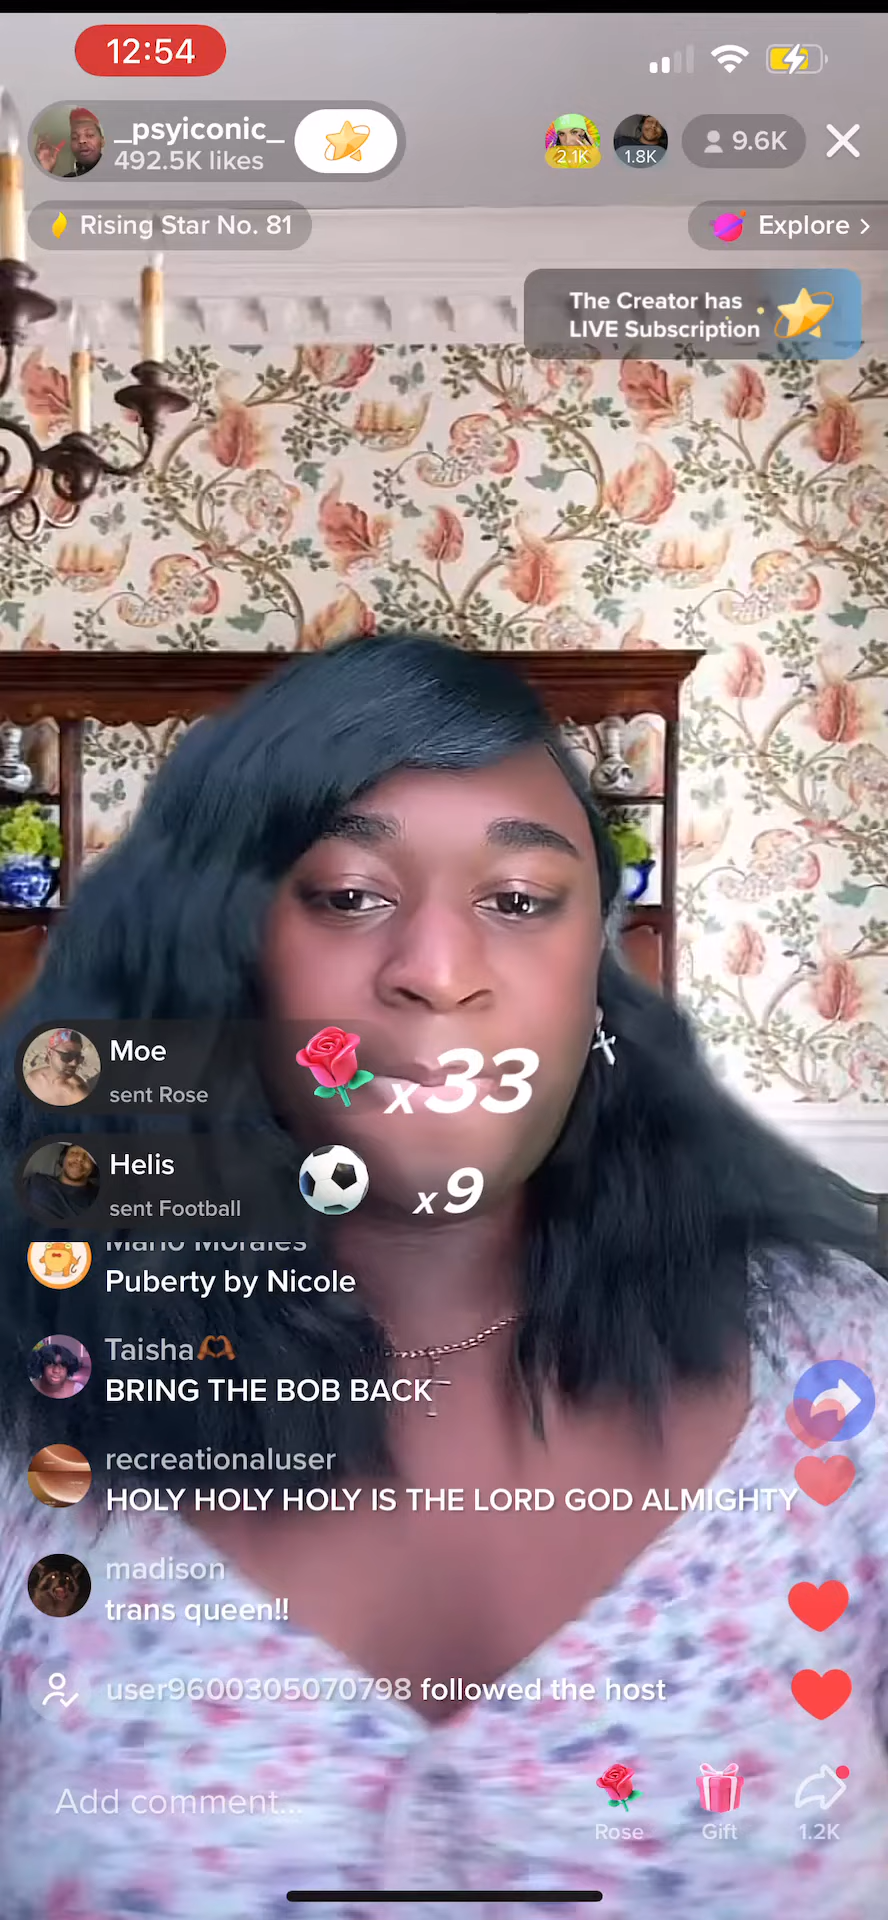 12:54
_psyiconic_
492.5K likes
2.1K
1.8K
9.6K
Rising Star No. 81
Explore >
The Creator has
LIVE Subscription
Moe
sent Rose
x33
Helis
sent Football
x9
Mario Morales
Puberty by Nicole
Taisha🫶🏾
BRING THE BOB BACK
recreationaluser
HOLY HOLY HOLY IS THE LORD GOD ALMIGHTY
madison
trans queen!!
user9600305070798 followed the host
Add comment...
Rose
Gift
1.2K